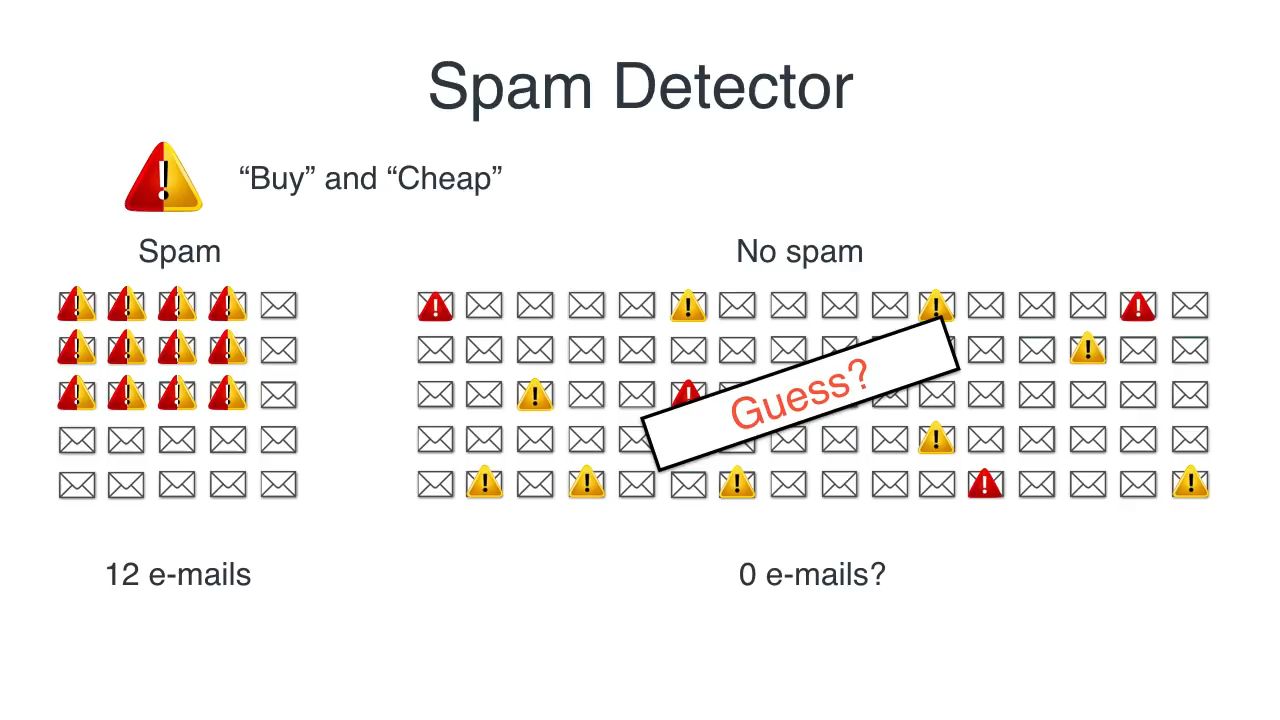 Spam Detector
“Buy” and “Cheap”
Spam
No spam
Guess?
12 e-mails
0 e-mails?